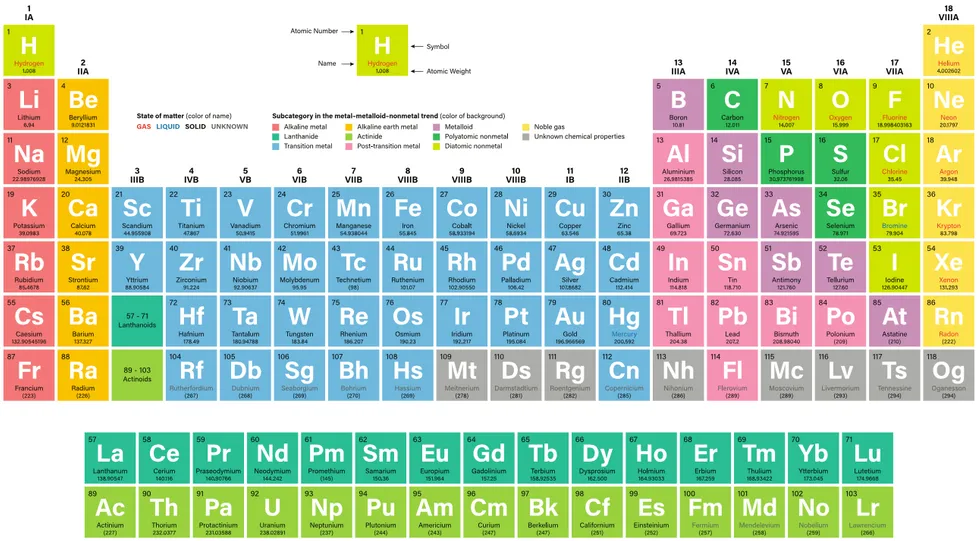 1
IA
18
VIIIA
1
H
Hydrogen
1,008
Atomic Number
Name
1
H
Hydrogen
1,008
Symbol
Atomic Weight
2
He
Helium
4,002602
2
IIA
13 14 15 16 17
IIIA IVA VA VIA VIIA
3 4 5 6 7 8 9 10
Li Be B C N O F Ne
Lithium Beryllium Boron Carbon Nitrogen Oxygen Fluorine Neon
6.94 9.0121831 10.81 12.011 14.007 15.999 18.998403163 20.1797
State of matter (color of name)
GAS LIQUID SOLID UNKNOWN
Subcategory in the metal-metalloid-nonmetal trend (color of background)
Alkaline metal Alkaline earth metal Metalloid Noble gas
Lanthanide Actinide Polyatomic nonmetal Unknown chemical properties
Transition metal Post-transition metal Diatomic nonmetal
11 12 13 14 15 16 17 18
Na Mg Al Si P S Cl Ar
Sodium Magnesium Aluminium Silicon Phosphorus Sulfur Chlorine Argon
22.98976928 24.305 26.9815385 28.085 30.973761998 32.06 35.45 39.948
3 4 5 6 7 8 9 10 11 12
IIIB IVB VB VIB VIIB VIIIB VIIIB VIIIB IB IIB
19 20 21 22 23 24 25 26 27 28 29 30 31 32 33 34 35 36
K Ca Sc Ti V Cr Mn Fe Co Ni Cu Zn Ga Ge As Se Br Kr
Potassium Calcium Scandium Titanium Vanadium Chromium Manganese Iron Cobalt Nickel Copper Zinc Gallium Germanium Arsenic Selenium Bromine Krypton
39.0983 40.078 44.955908 47.867 50.9415 51.9961 54.938044 55.845 58.933194 58.6934 63.546 65.38 69.723 72.630 74.921595 78.971 79.904 83.798
37 38 39 40 41 42 43 44 45 46 47 48 49 50 51 52 53 54
Rb Sr Y Zr Nb Mo Tc Ru Rh Pd Ag Cd In Sn Sb Te I Xe
Rubidium Strontium Yttrium Zirconium Niobium Molybdenum Technetium Ruthenium Rhodium Palladium Silver Cadmium Indium Tin Antimony Tellurium Iodine Xenon
85.4678 87.62 88.90584 91.224 92.90637 95.95 (98) 101.07 102.90550 106.42 107.8682 112.414 114.818 118.710 121.760 127.60 126.90447 131.293
55 56 57 - 71 72 73 74 75 76 77 78 79 80 81 82 83 84 85 86
Cs Ba Lanthanoids Hf Ta W Re Os Ir Pt Au Hg Tl Pb Bi Po At Rn
Caesium Barium Hafnium Tantalum Tungsten Rhenium Osmium Iridium Platinum Gold Mercury Thallium Lead Bismuth Polonium Astatine Radon
132.90545196 137.327 178.49 180.94788 183.84 186.207 190.23 192.217 195.084 196.966569 200.592 204.38 207.2 208.98040 (209) (210) (222)
87 88 89 - 103 104 105 106 107 108 109 110 111 112 113 114 115 116 117 118
Fr Ra Actinoids Rf Db Sg Bh Hs Mt Ds Rg Cn Nh Fl Mc Lv Ts Og
Francium Radium Rutherfordium Dubnium Seaborgium Bohrium Hassium Meitnerium Darmstadtium Roentgenium Copernicium Nihonium Flerovium Moscovium Livermorium Tennessine Oganesson
(223) (226) (267) (268) (269) (270) (269) (278) (281) (282) (285) (286) (289) (289) (293) (294) (294)
57 58 59 60 61 62 63 64 65 66 67 68 69 70 71
La Ce Pr Nd Pm Sm Eu Gd Tb Dy Ho Er Tm Yb Lu
Lanthanum Cerium Praseodymium Neodymium Promethium Samarium Europium Gadolinium Terbium Dysprosium Holmium Erbium Thulium Ytterbium Lutetium
138.90547 140.116 140.90766 144.242 (145) 150.36 151.964 157.25 158.92535 162.500 164.93033 167.259 168.93422 173.045 174.9668
89 90 91 92 93 94 95 96 97 98 99 100 101 102 103
Ac Th Pa U Np Pu Am Cm Bk Cf Es Fm Md No Lr
Actinium Thorium Protactinium Uranium Neptunium Plutonium Americium Curium Berkelium Californium Einsteinium Fermium Mendelevium Nobelium Lawrencium
(227) 232.0377 231.03588 238.02891 (237) (244) (243) (247) (247) (251) (252) (257) (258) (259) (266)